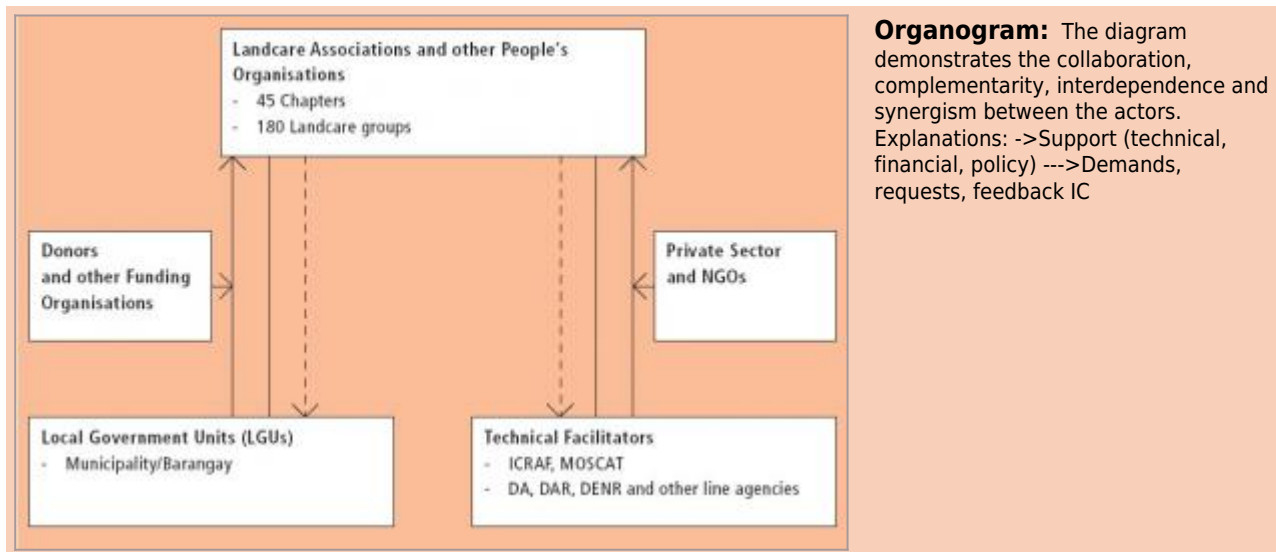 Landcare Associations and other People's
Organisations
- 45 Chapters
- 180 Landcare groups
Donors
and other Funding
Organisations
Private Sector
and NGOs
Local Government Units (LGUs)
- Municipality/Barangay
Technical Facilitators
- ICRAF, MOSCAT
- DA, DAR, DENR and other line agencies
Organogram: The diagram
demonstrates the collaboration,
complementarity, interdependence and
synergism between the actors.
Explanations: ->Support (technical,
financial, policy) --->Demands,
requests, feedback IC